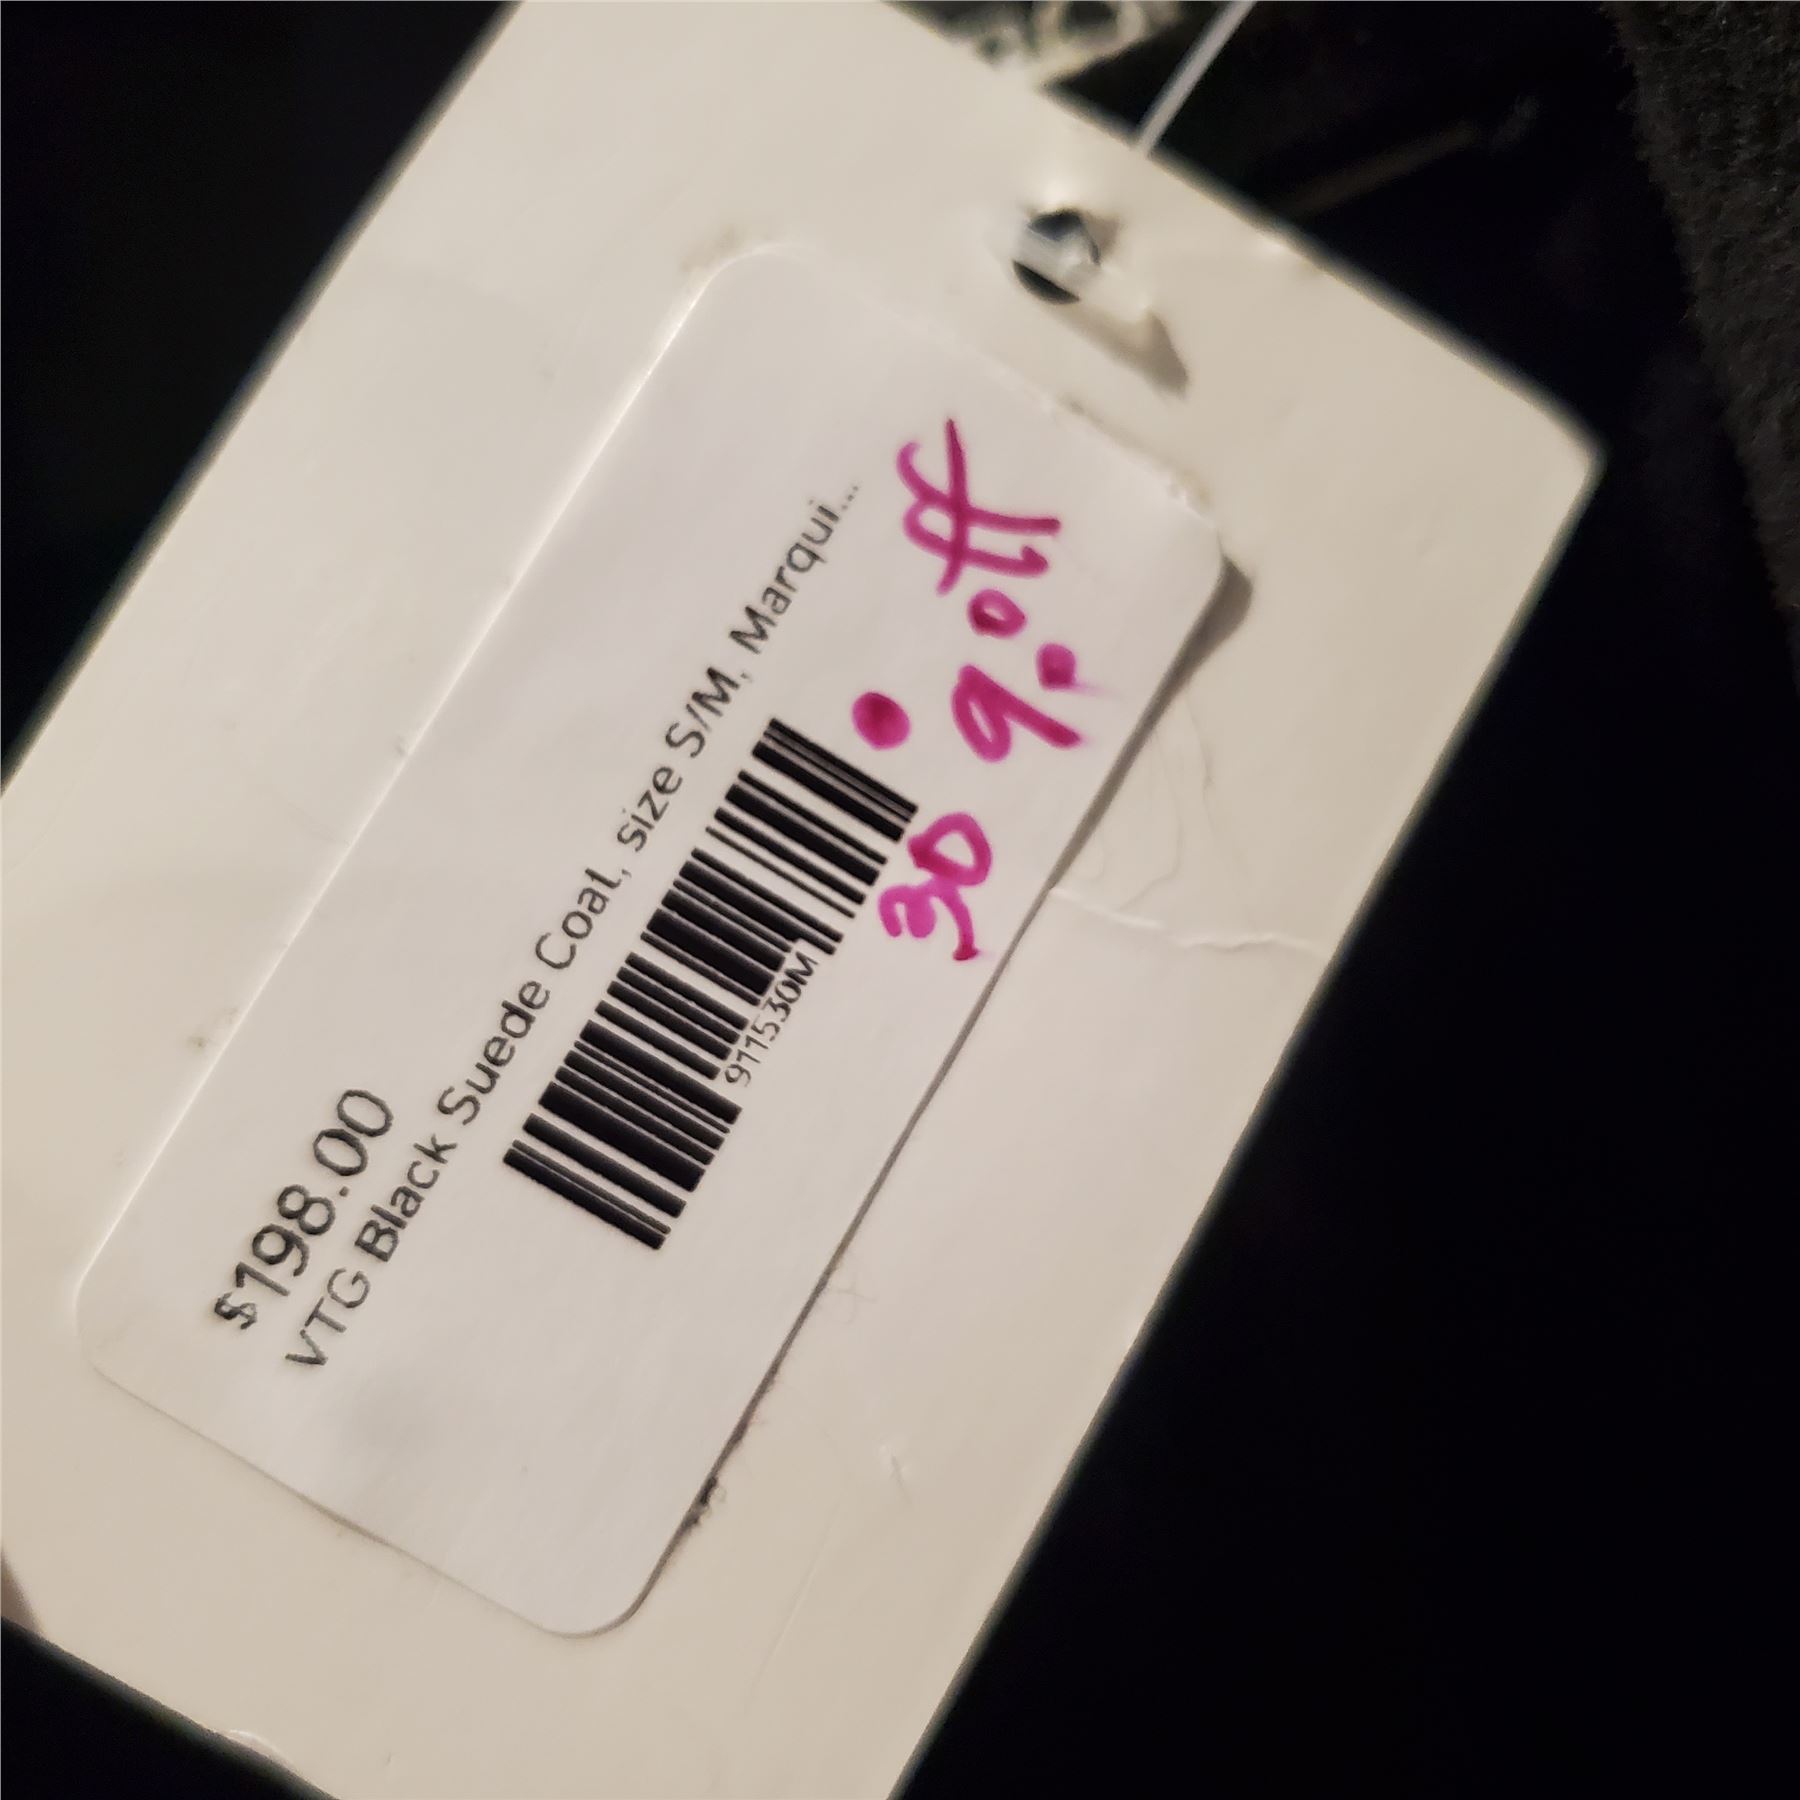 $198.00
VTG Black Suede Coat, size S/M, Marqui...
911530M
30 % off